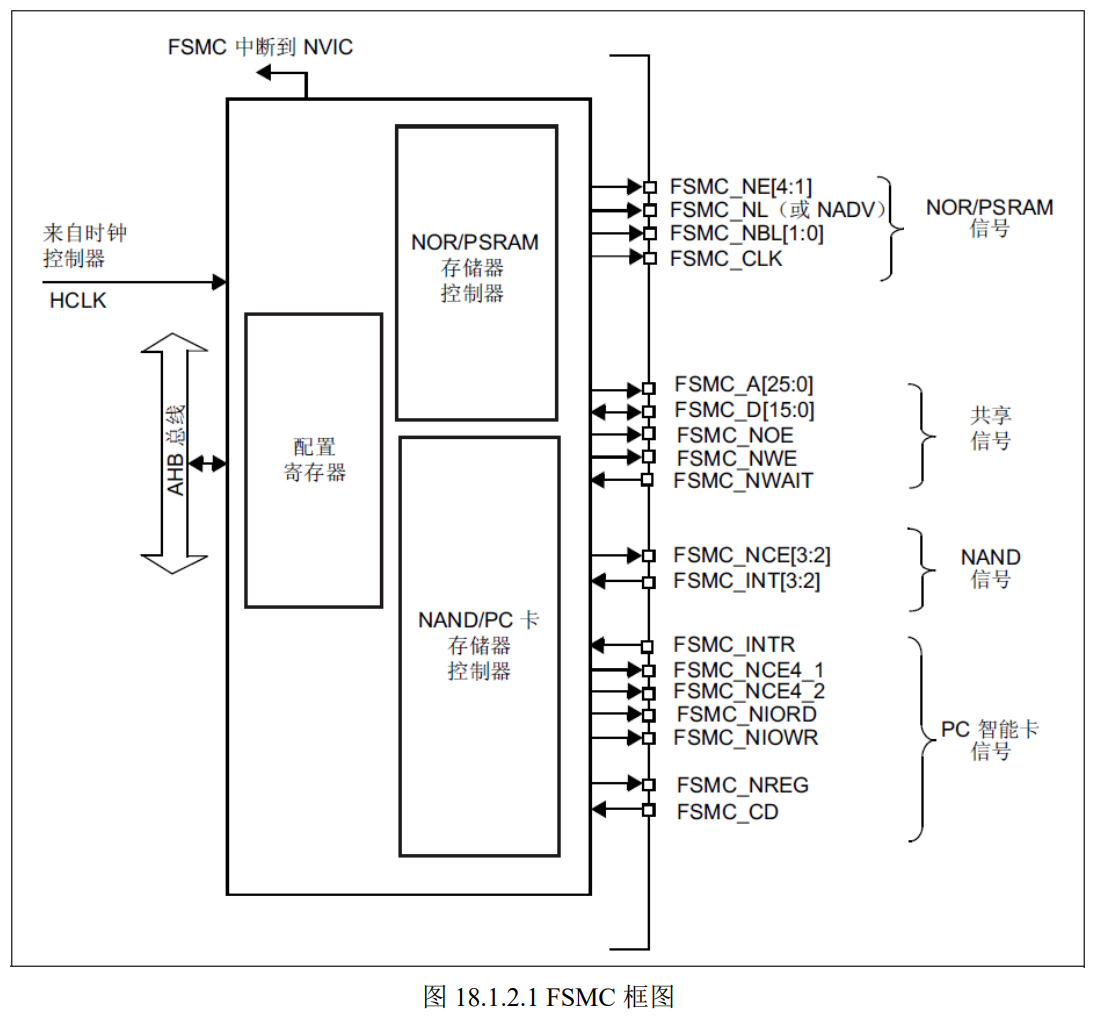 FSMC 中断到 NVIC
来自时钟
控制器
HCLK
AHB 总线
配置
寄存器
NOR/PSRAM
存储器
控制器
NAND/PC 卡
存储器
控制器
FSMC_NE[4:1]
FSMC_NL（或 NADV）
FSMC_NBL[1:0]
FSMC_CLK
NOR/PSRAM
信号
FSMC_A[25:0]
FSMC_D[15:0]
FSMC_NOE
FSMC_NWE
FSMC_NWAIT
共享
信号
FSMC_NCE[3:2]
FSMC_INT[3:2]
NAND
信号
FSMC_INTR
FSMC_NCE4_1
FSMC_NCE4_2
FSMC_NIORD
FSMC_NIOWR
FSMC_NREG
FSMC_CD
PC 智能卡
信号
图 18.1.2.1 FSMC 框图